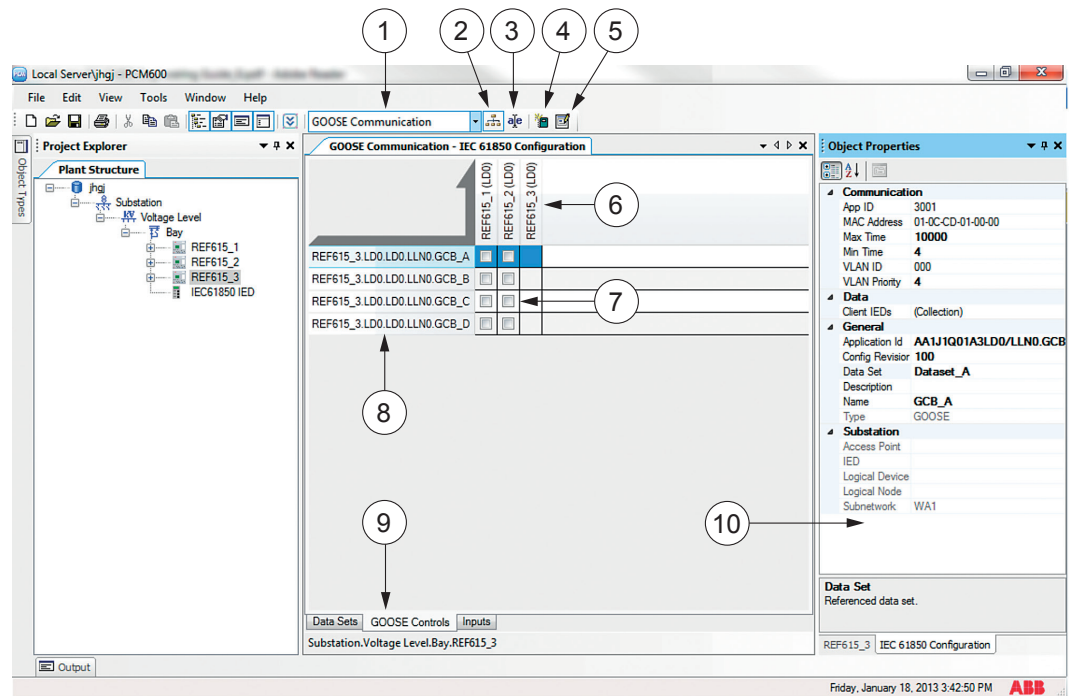 1
2
3
4
5
Local Server\jhgj - PCM600
File Edit View Tools Window Help
GOOSE Communication
Object Types
Project Explorer
Plant Structure
jhgj
Substation
Voltage Level
Bay
REF615_1
REF615_2
REF615_3
IEC61850 IED
GOOSE Communication - IEC 61850 Configuration
REF615_1 (LD0)
REF615_2 (LD0)
REF615_3 (LD0)
6
REF615_3.LD0.LD0.LLN0.GCB_A
REF615_3.LD0.LD0.LLN0.GCB_B
REF615_3.LD0.LD0.LLN0.GCB_C
REF615_3.LD0.LD0.LLN0.GCB_D
7
8
9
10
Data Sets GOOSE Controls Inputs
Substation.Voltage Level.Bay.REF615_3
Object Properties
Communication
App ID 3001
MAC Address 01-0C-CD-01-00-00
Max Time 10000
Min Time 4
VLAN ID 000
VLAN Priority 4
Data
Client IEDs (Collection)
General
Application Id AA1J1Q01A3LD0/LLN0.GCB
Config Revision 100
Data Set Dataset_A
Description
Name GCB_A
Type GOOSE
Substation
Access Point
IED
Logical Device
Logical Node
Subnetwork WA1
Data Set
Referenced data set.
REF615_3 IEC 61850 Configuration
Output
Friday, January 18, 2013 3:42:50 PM ABB